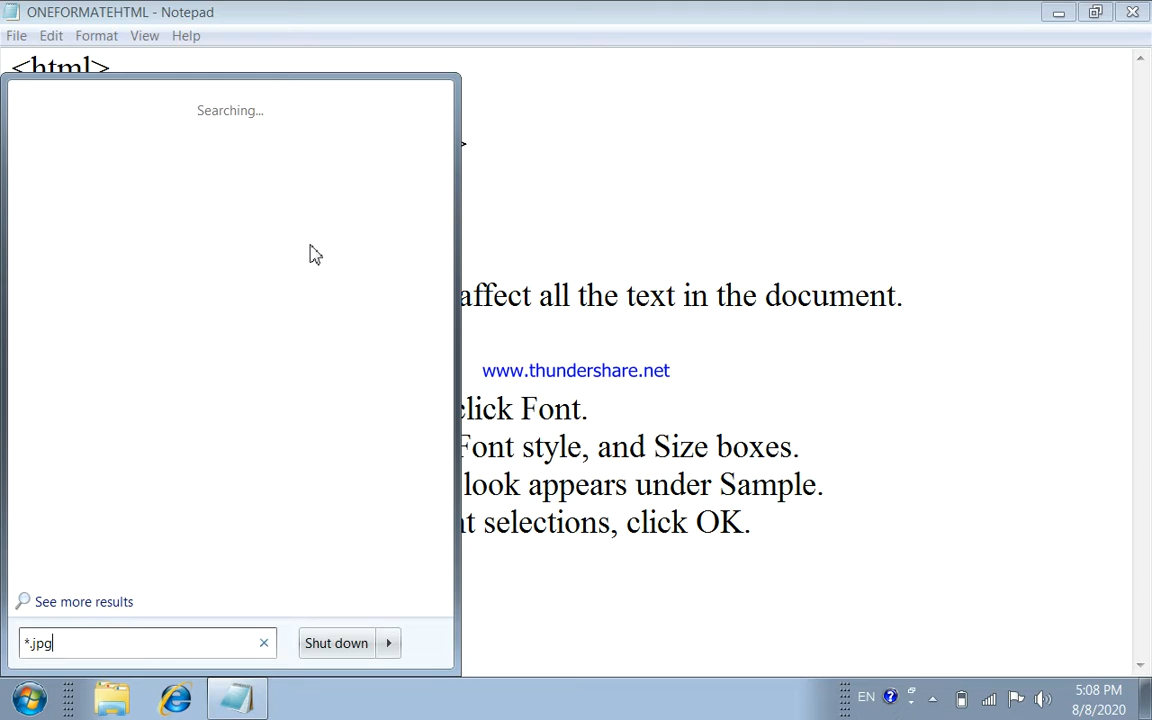 ONEFORMATEHTML - Notepad
File Edit Format View Help
<html>
Searching...
>
affect all the text in the document.
www.thundershare.net
click Font.
Font style, and Size boxes.
look appears under Sample.
nt selections, click OK.
See more results
*.jpg
Shut down
EN
5:08 PM
8/8/2020